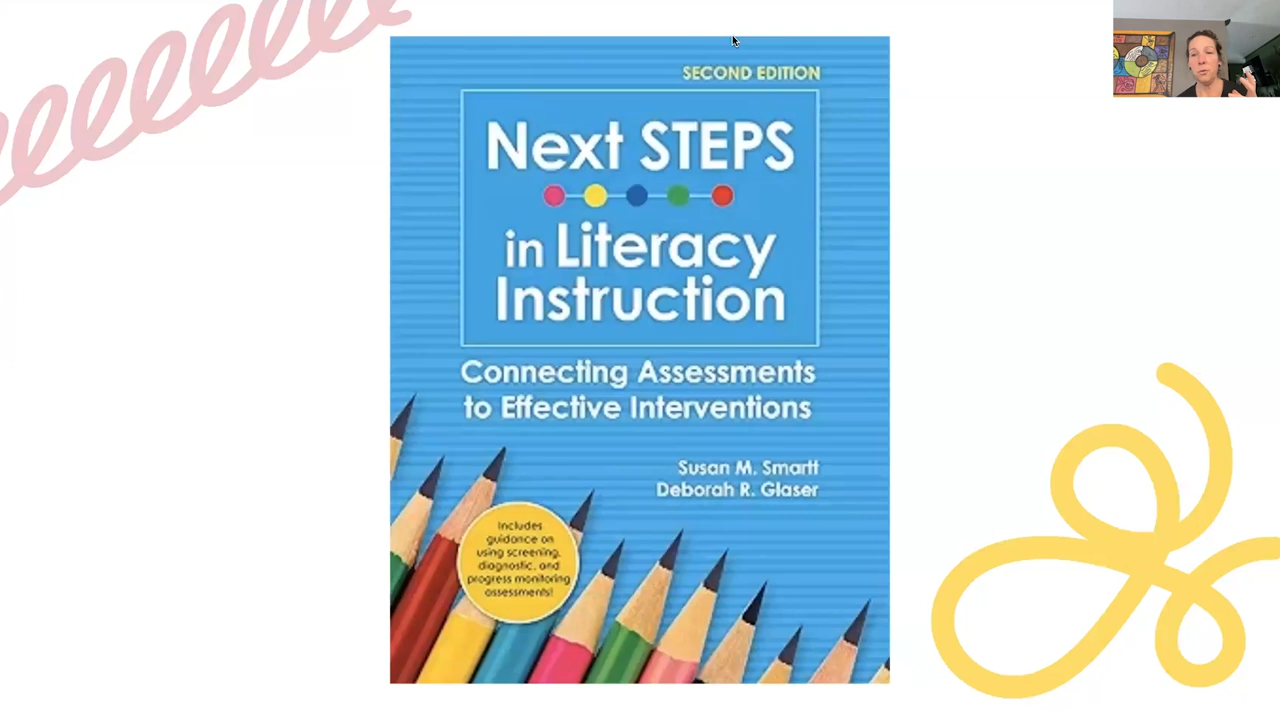 SECOND EDITION
Next STEPS
in Literacy
Instruction
Connecting Assessments
to Effective Interventions
Susan M. Smartt
Deborah R. Glaser
Includes
guidance on
using screening,
diagnostic, and
progress monitoring
assessments!